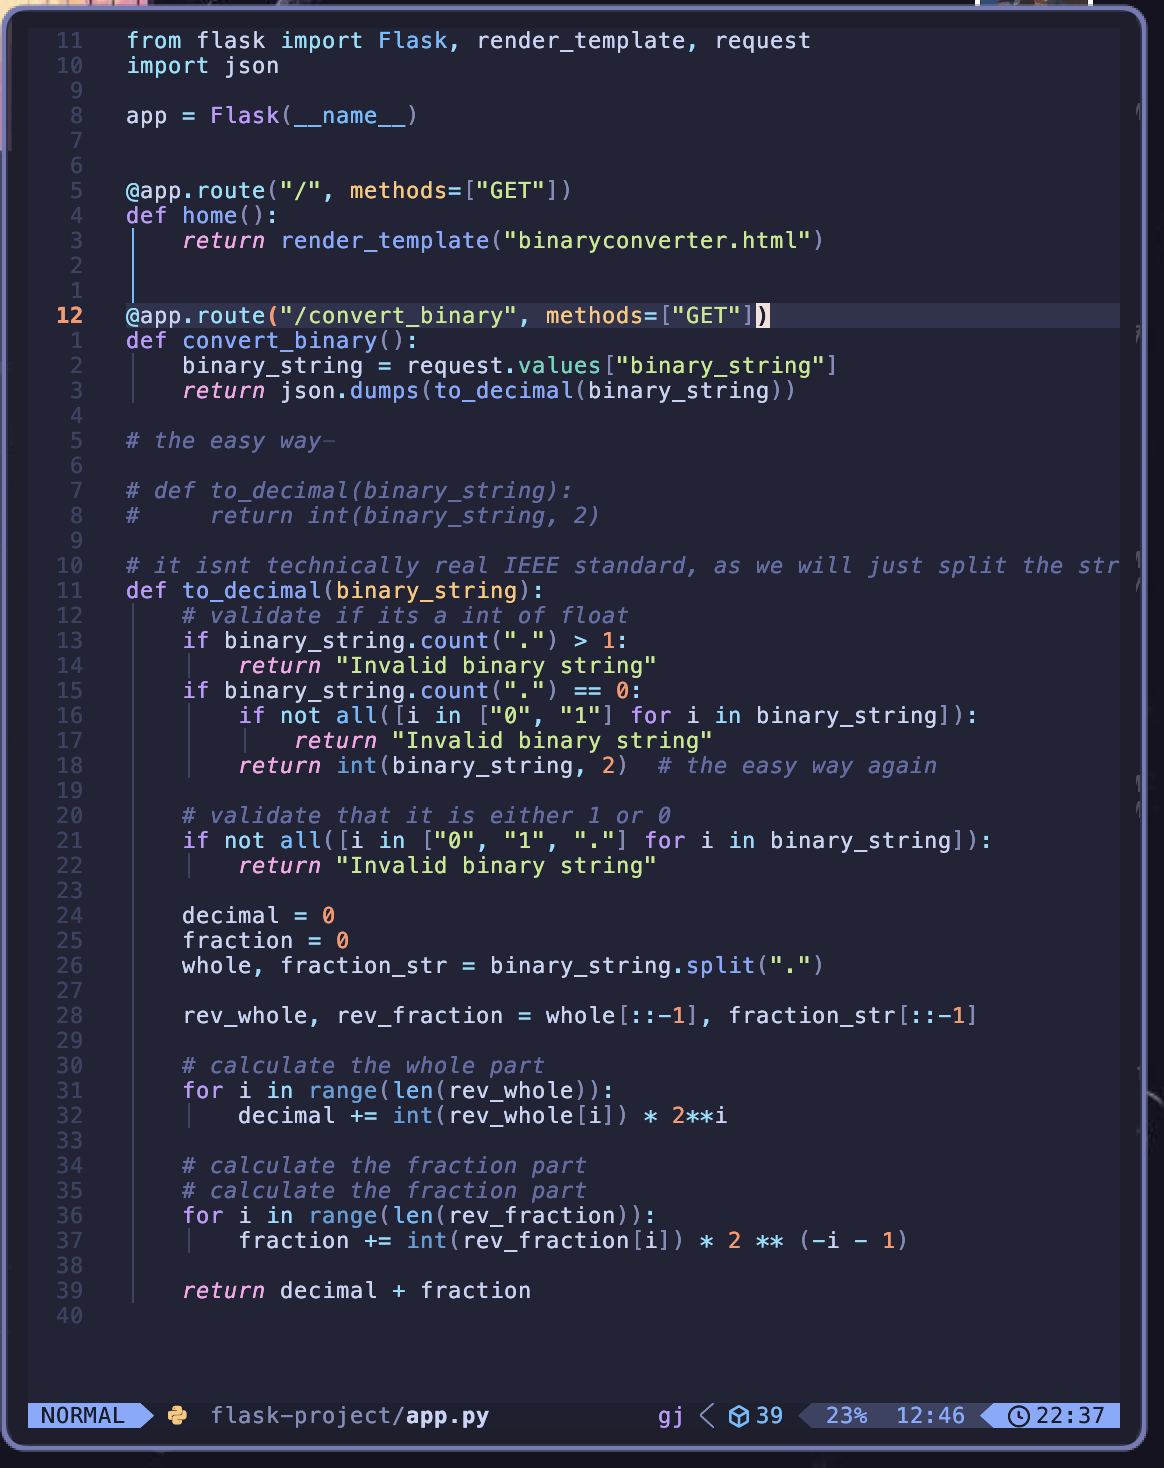 11 from flask import Flask, render_template, request
10 import json
9
8 app = Flask(__name__)
7
6
5 @app.route("/", methods=["GET"])
4 def home():
3     return render_template("binaryconverter.html")
2
1
12 @app.route("/convert_binary", methods=["GET"])
1 def convert_binary():
2     binary_string = request.values["binary_string"]
3     return json.dumps(to_decimal(binary_string))
4
5 # the easy way-
6
7 # def to_decimal(binary_string):
8 #     return int(binary_string, 2)
9
10 # it isnt technically real IEEE standard, as we will just split the str
11 def to_decimal(binary_string):
12     # validate if its a int of float
13     if binary_string.count(".") > 1:
14         return "Invalid binary string"
15     if binary_string.count(".") == 0:
16         if not all([i in ["0", "1"] for i in binary_string]):
17             return "Invalid binary string"
18         return int(binary_string, 2)  # the easy way again
19
20     # validate that it is either 1 or 0
21     if not all([i in ["0", "1", "."] for i in binary_string]):
22         return "Invalid binary string"
23
24     decimal = 0
25     fraction = 0
26     whole, fraction_str = binary_string.split(".")
27
28     rev_whole, rev_fraction = whole[::-1], fraction_str[::-1]
29
30     # calculate the whole part
31     for i in range(len(rev_whole)):
32         decimal += int(rev_whole[i]) * 2**i
33
34     # calculate the fraction part
35     # calculate the fraction part
36     for i in range(len(rev_fraction)):
37         fraction += int(rev_fraction[i]) * 2 ** (-i - 1)
38
39     return decimal + fraction
40
NORMAL flask-project/app.py gj 39 23% 12:46 22:37